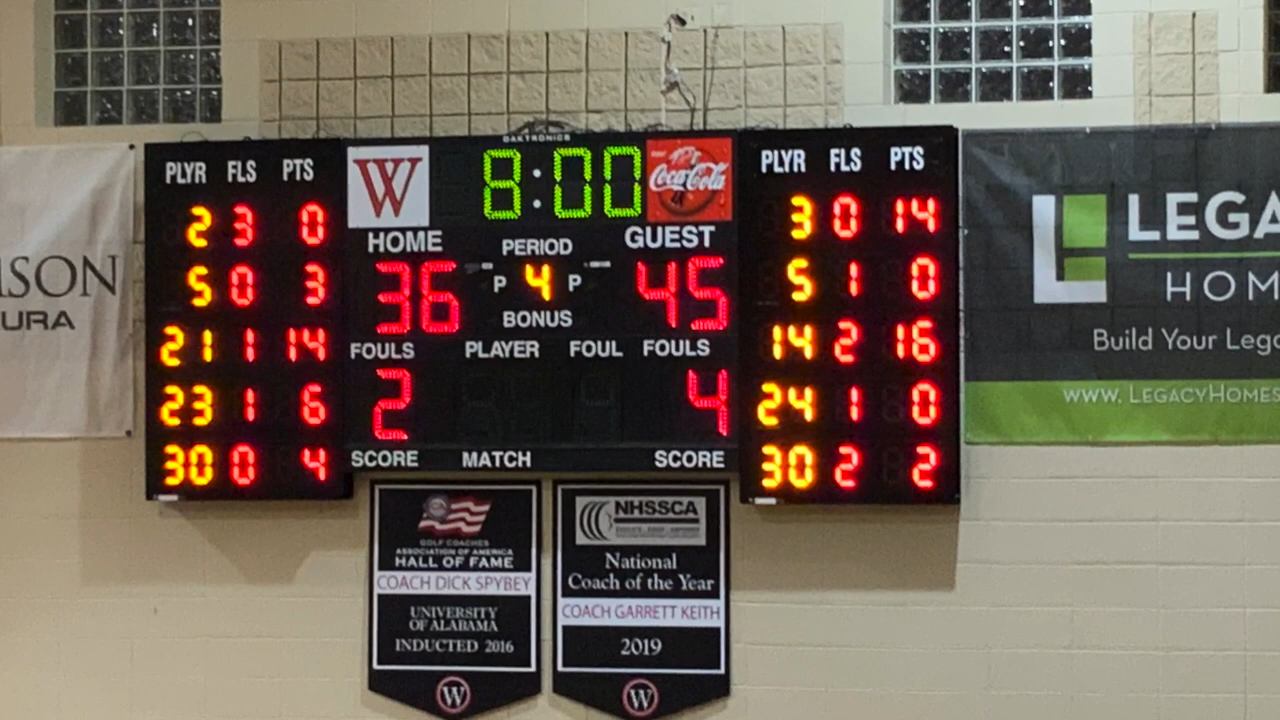 DAKTRONICS
PLYR FLS PTS
2 3 0
5 0 3
21 1 14
23 1 6
30 0 4
W
8:00
Coca-Cola
HOME
PERIOD
GUEST
36
P 4 P
45
BONUS
FOULS PLAYER FOUL FOULS
2
4
SCORE MATCH SCORE
PLYR FLS PTS
3 0 14
5 1 0
14 2 16
24 1 0
30 2 2
ISON
URA
LEGA
HOM
Build Your Lega
WWW. LEGACYHOMES
GOLF COACHES
ASSOCIATION OF AMERICA
HALL OF FAME
COACH DICK SPYBEY
UNIVERSITY
OF ALABAMA
INDUCTED 2016
W
NHSSCA
National
Coach of the Year
COACH GARRETT KEITH
2019
W